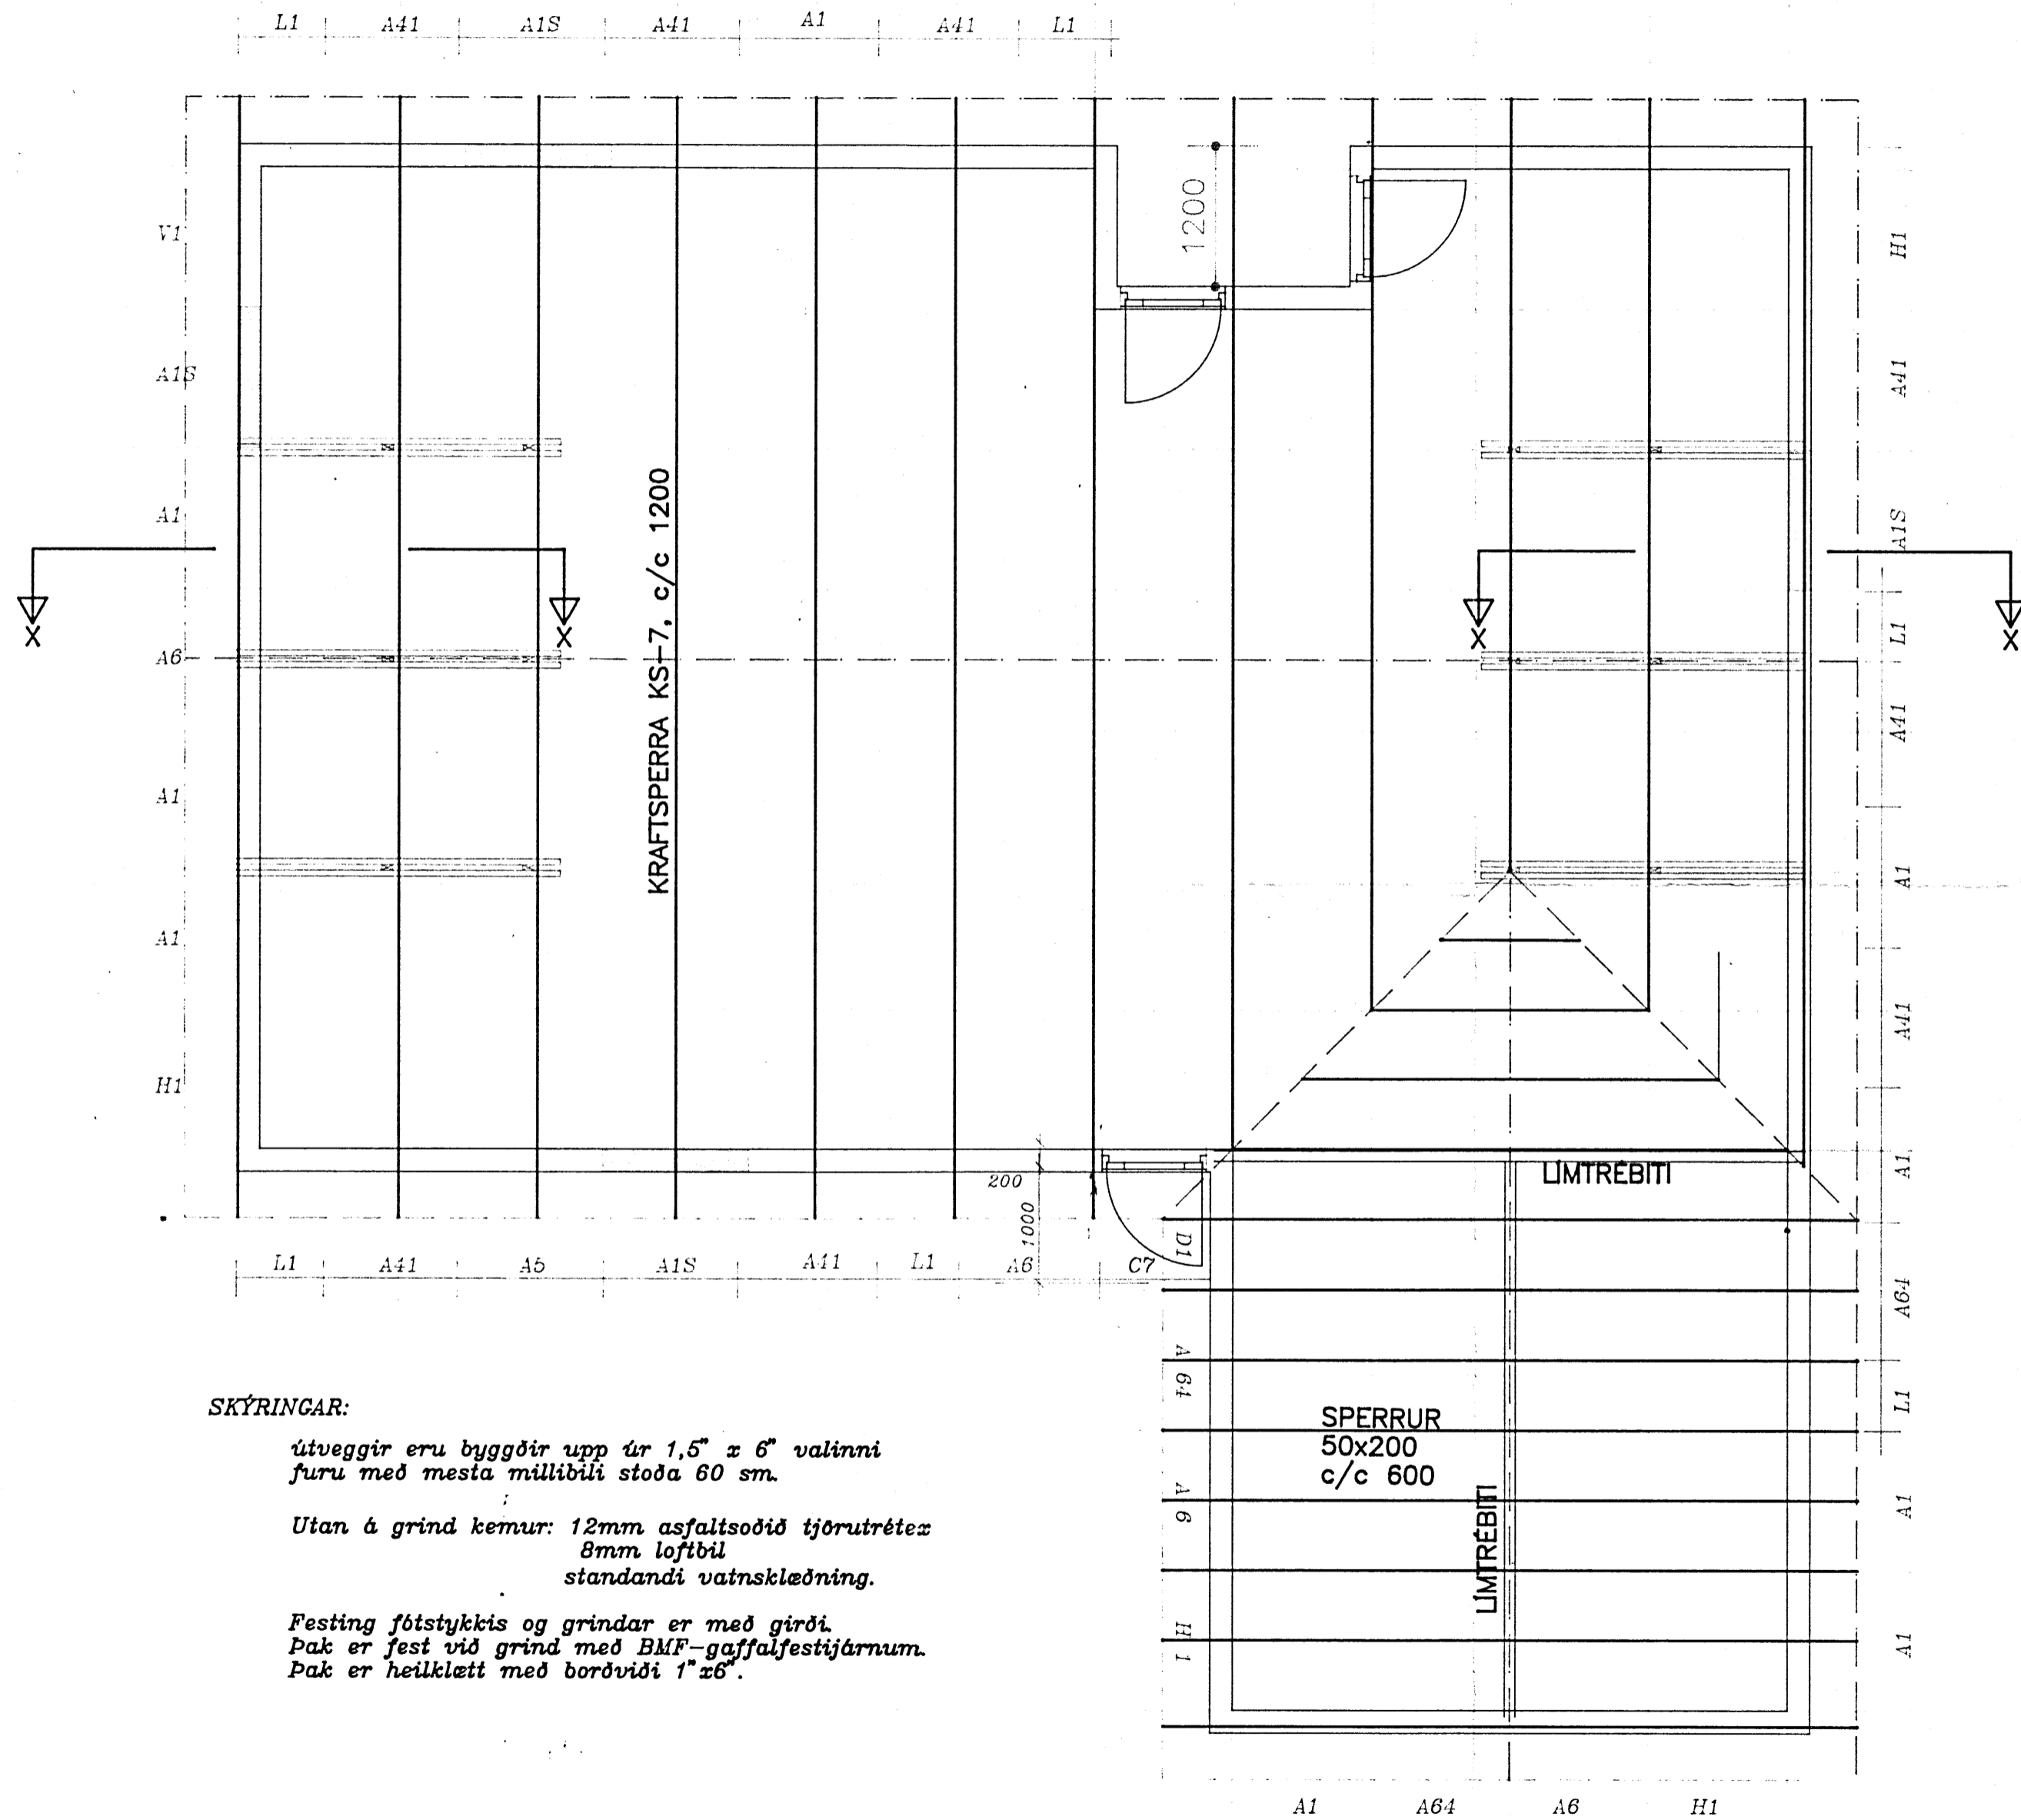 L1 A41 A1S A41 A1 A41 L1
1200
V1
A1S
A1
A6
A1
A1
H1
H1
A41
A1S
L1
A41
A1
A41
A1
A64
L1
A1
A1
X X X X
KRAFTSPERRA KS-7, c/c 1200
LÍMTRÉBITI
200
1000
L1 A41 A5 A1S A41 L1 A6 C7
D1
A 64
A 6
H 1
SPERRUR
50x200
c/c 600
LÍMTRÉBITI
SKÝRINGAR:
útveggir eru byggðir upp úr 1,5" x 6" valinni
furu með mesta millibili stoða 60 sm.
Utan á grind kemur: 12mm asfaltsoðið tjörutrétex
8mm loftbil
standandi vatnsklæðning.
Festing fótstykkis og grindar er með girði.
Þak er fest við grind með BMF-gaffalfestijárnum.
Þak er heilklætt með borðviði 1"x6".
A1 A64 A6 H1